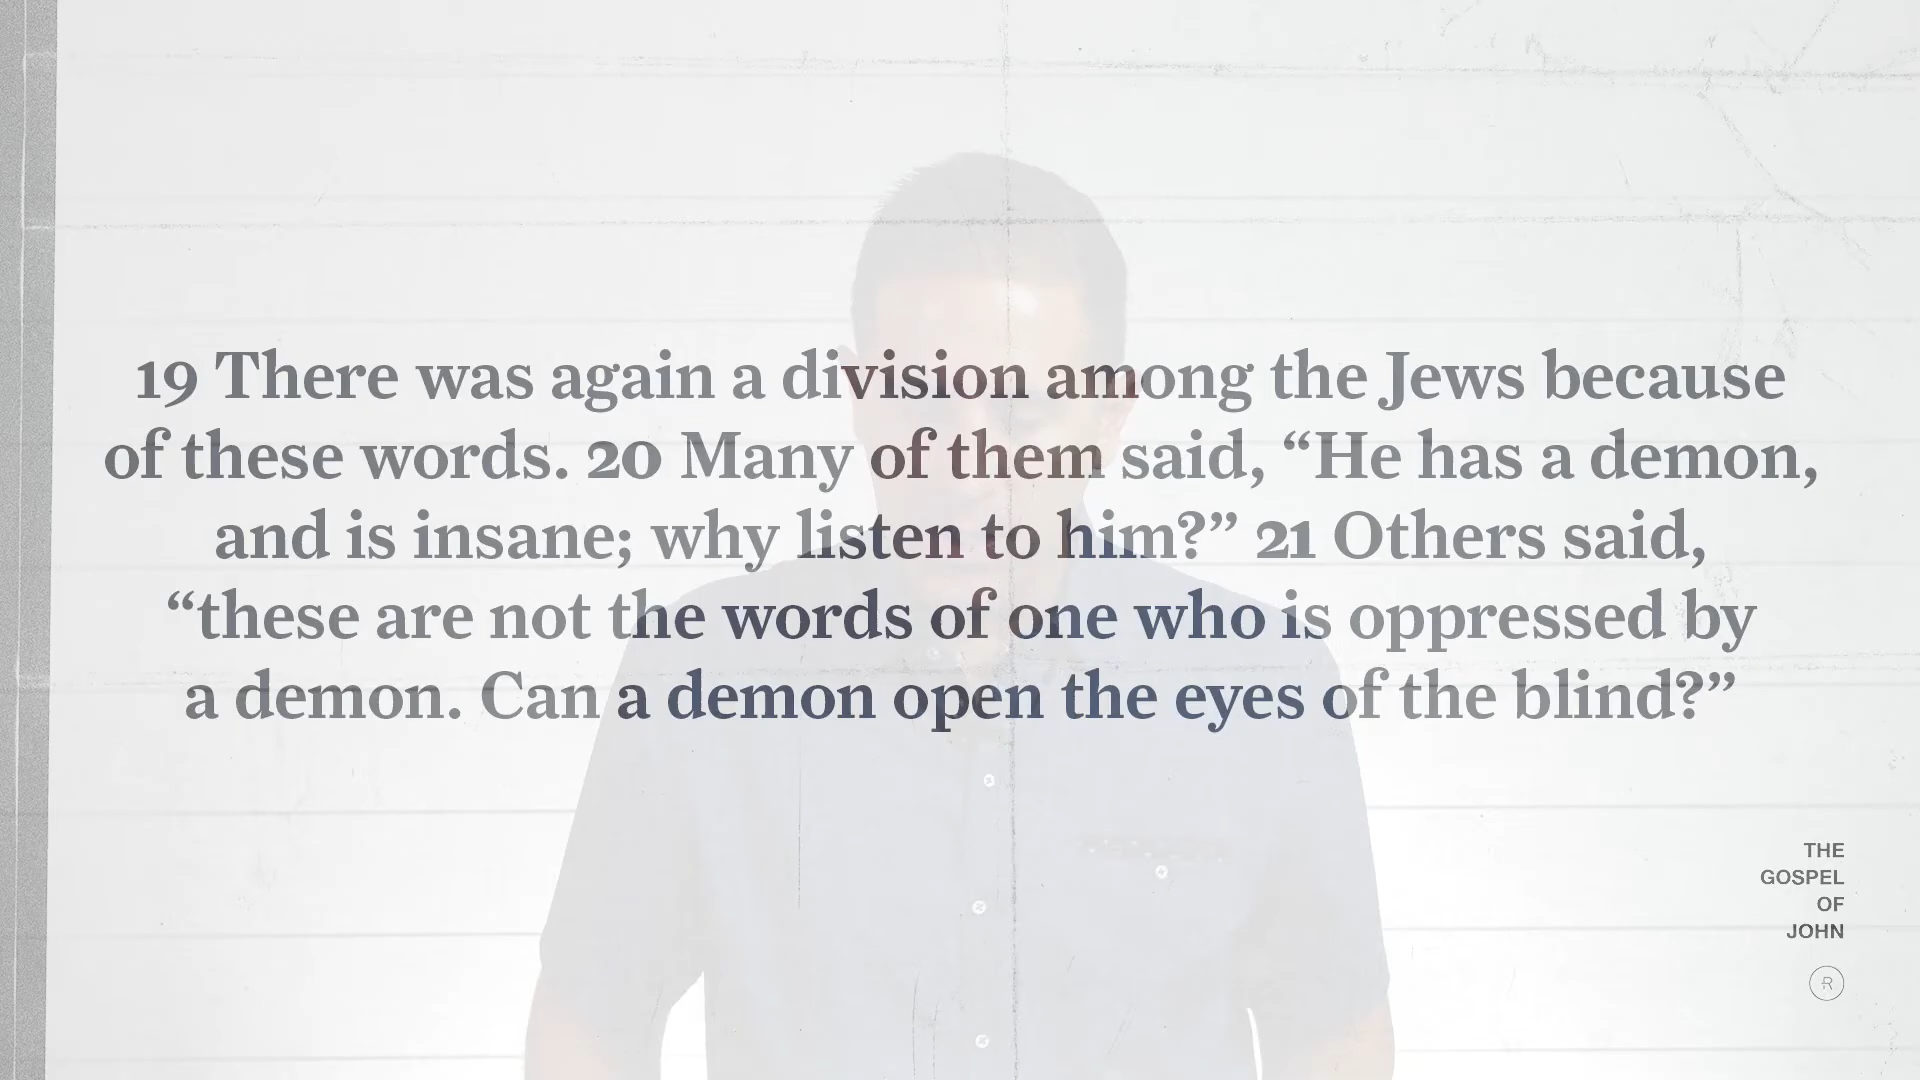 19 There was again a division among the Jews because
of these words. 20 Many of them said, “He has a demon,
and is insane; why listen to him?” 21 Others said,
“these are not the words of one who is oppressed by
a demon. Can a demon open the eyes of the blind?”
THE
GOSPEL
OF
JOHN
R